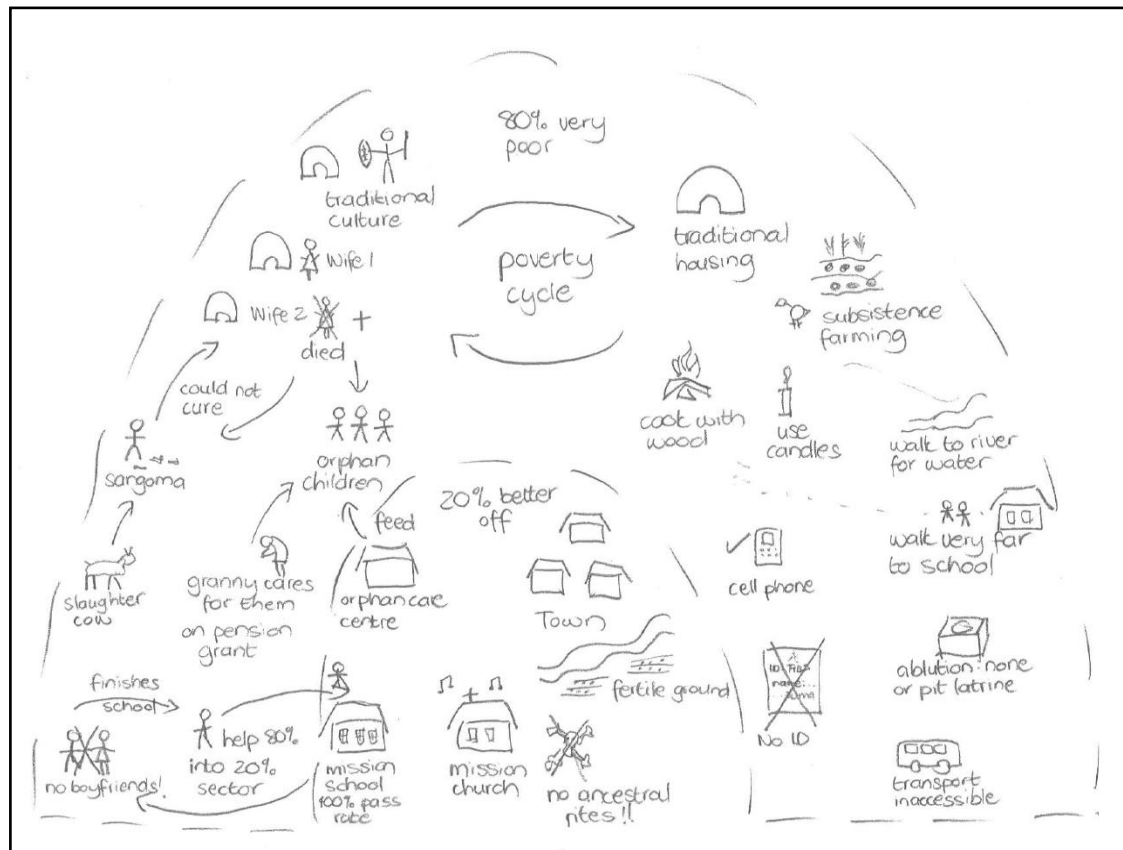 80% very
poor
traditional
culture
Wife 1
Wife 2
died
could not
cure
sangoma
slaughter
cow
orphan
children
feed
granny cares
for them
on pension
grant
orphan care
centre
poverty
cycle
traditional
housing
subsistence
farming
cook with
wood
use
candles
walk to river
for water
walk very far
to school
cell phone
No ID
name:
ablution: none
or pit latrine
transport
inaccessible
20% better
off
Town
fertile ground
finishes
school
no boyfriends!
help 80%
into 20%
sector
mission
school
100% pass
rate
mission
church
no ancestral
rites!!